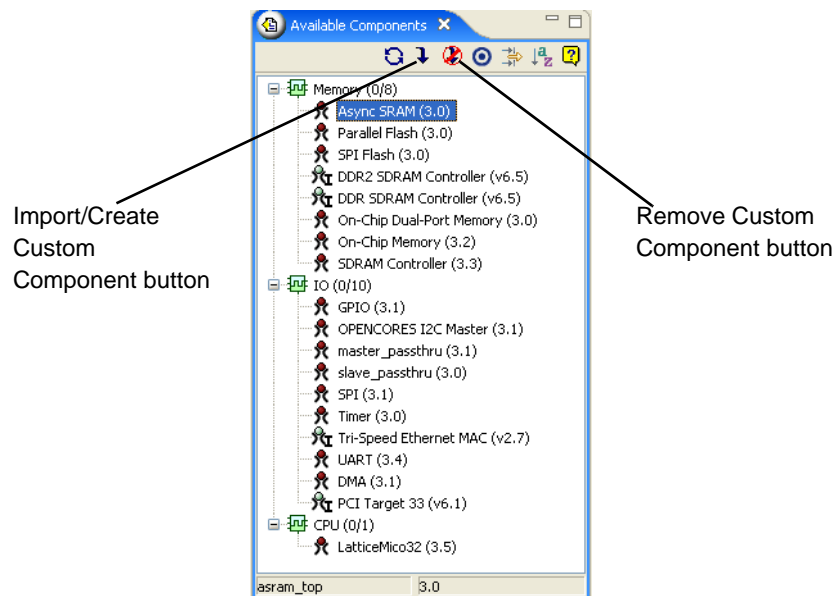 Available Components
Memory (0/8)
Async SRAM (3.0)
Parallel Flash (3.0)
SPI Flash (3.0)
DDR2 SDRAM Controller (v6.5)
DDR SDRAM Controller (v6.5)
On-Chip Dual-Port Memory (3.0)
On-Chip Memory (3.2)
SDRAM Controller (3.3)
IO (0/10)
GPIO (3.1)
OPENCORES I2C Master (3.1)
master_passthru (3.1)
slave_passthru (3.0)
SPI (3.1)
Timer (3.0)
Tri-Speed Ethernet MAC (v2.7)
UART (3.4)
DMA (3.1)
PCI Target 33 (v6.1)
CPU (0/1)
LatticeMico32 (3.5)
asram_top 3.0
Import/Create
Custom
Component button
Remove Custom
Component button